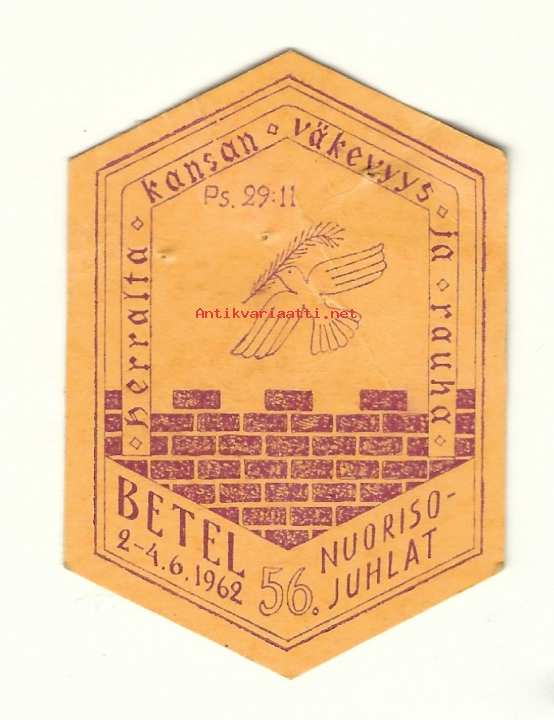 Herralta ◇ kansan ◇ väkevyys ◇ ja ◇ rauha ◇
Ps. 29:11
Antikvariaatti.net
BETEL
2-4.6.1962
56.
NUORISO-
JUHLAT